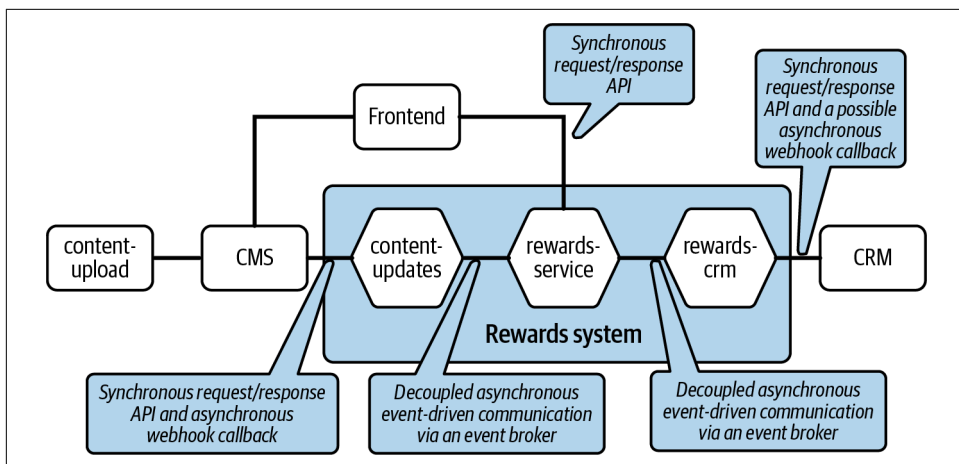 Synchronous
request/response
API
Synchronous
request/response
API and a possible
asynchronous
webhook callback
Frontend
content-
upload
CMS
content-
updates
rewards-
service
rewards-
crm
CRM
Rewards system
Synchronous request/response
API and asynchronous
webhook callback
Decoupled asynchronous
event-driven communication
via an event broker
Decoupled asynchronous
event-driven communication
via an event broker